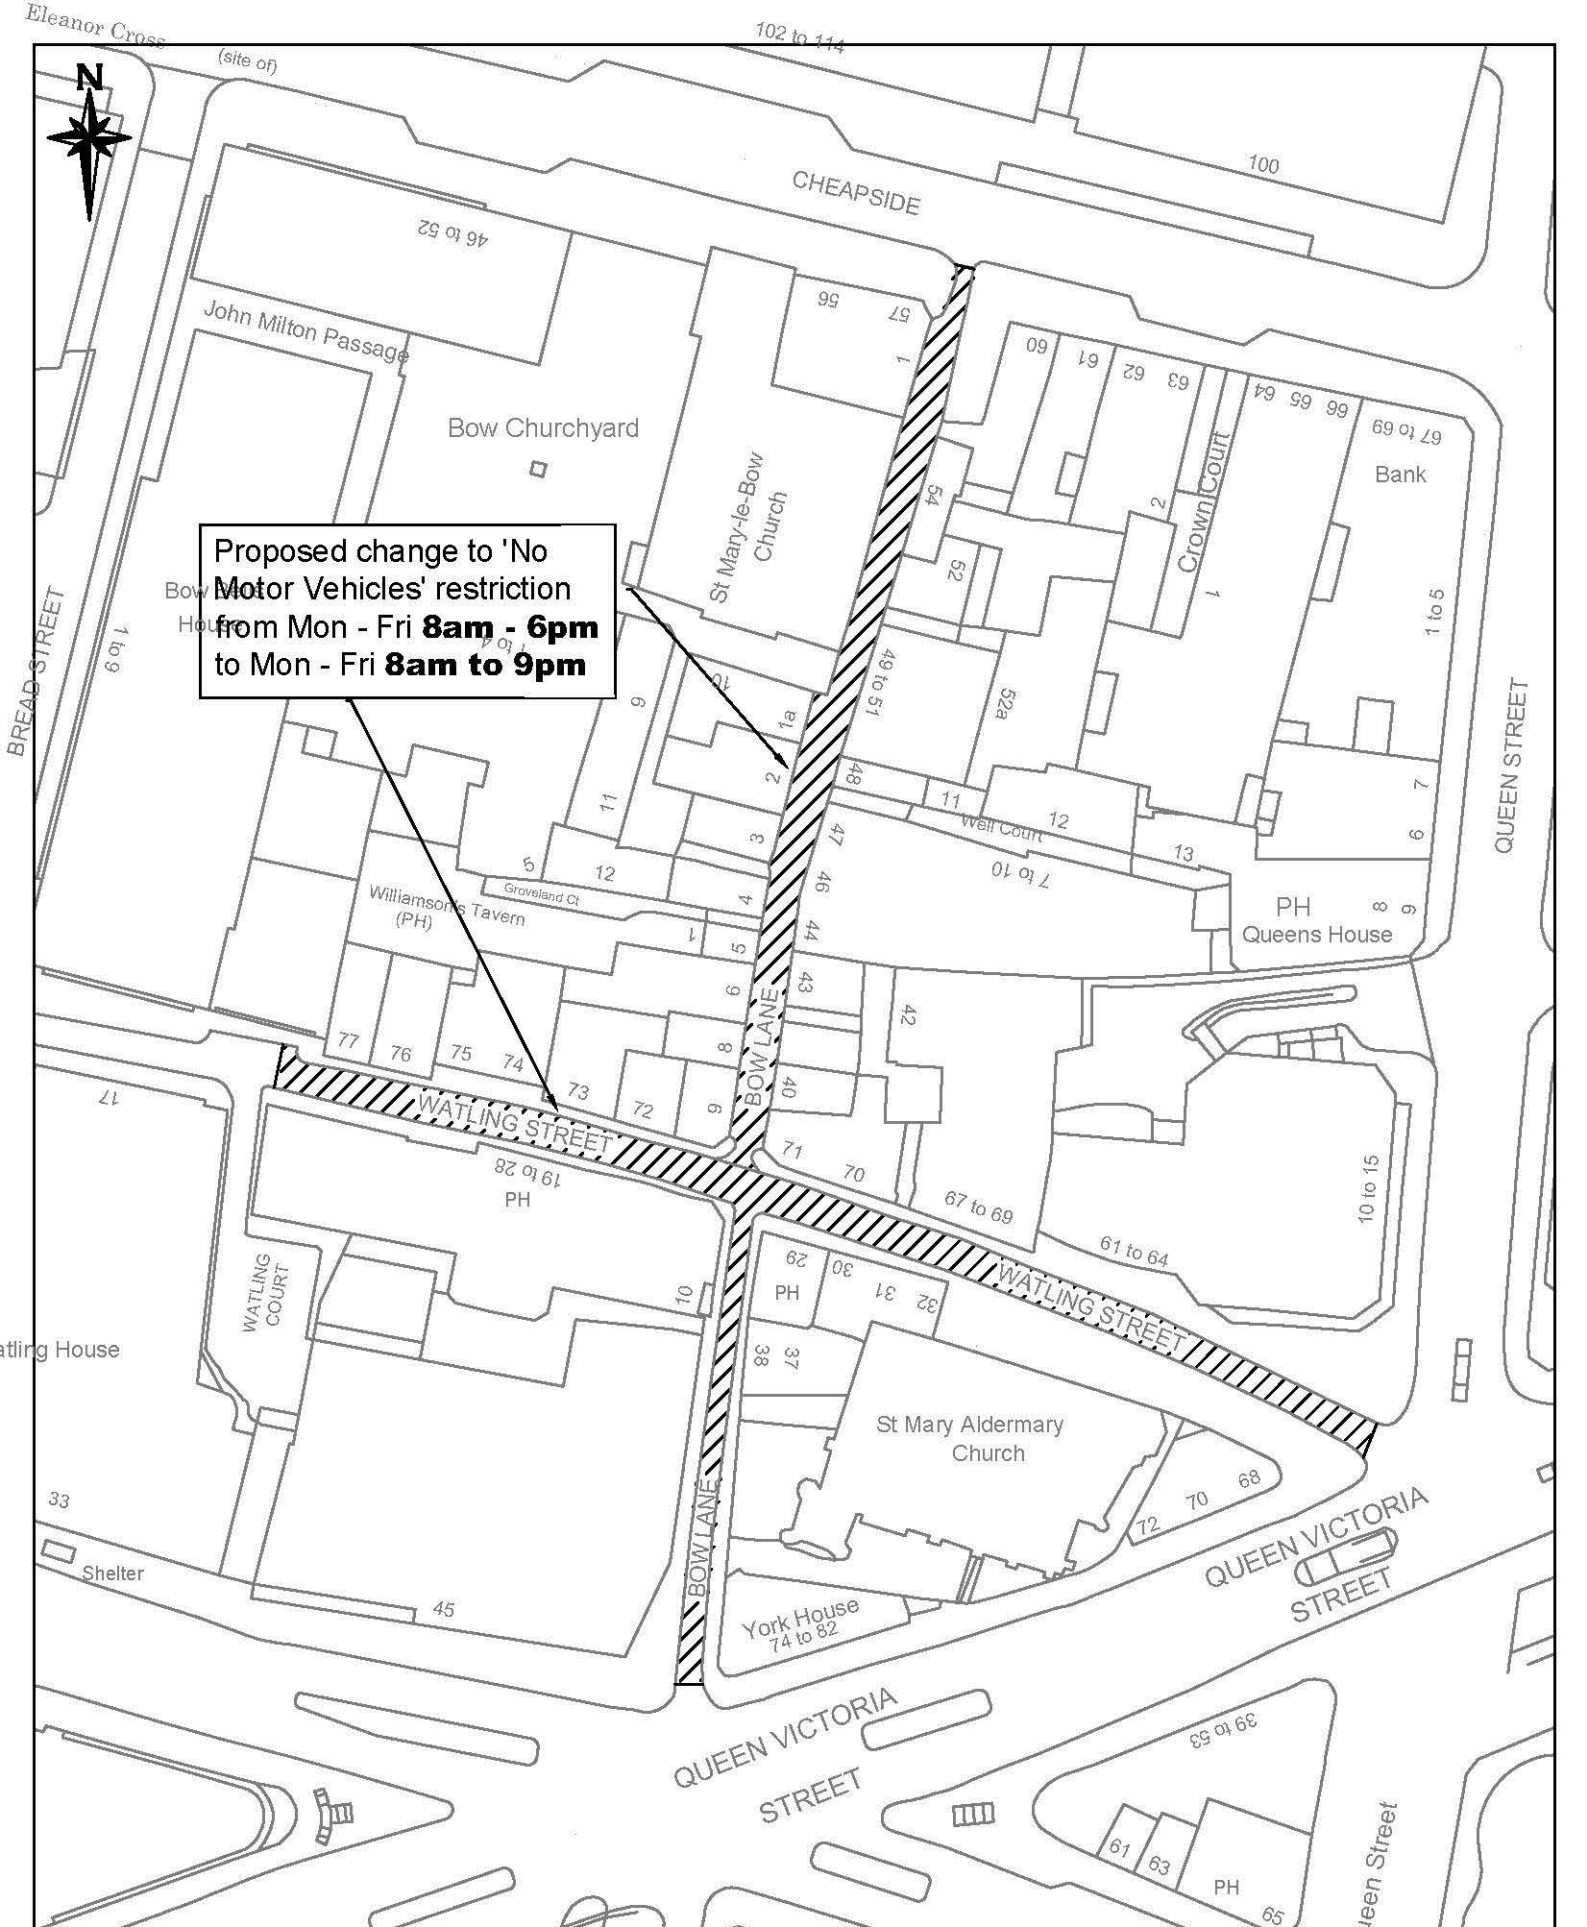 Eleanor Cross
(site of)
102 to 114
N
100
CHEAPSIDE
46 to 52
John Milton Passage
56
57
1
60
61
62
63
64
65
66
67 to 69
Bank
Bow Churchyard
St Mary-le-Bow
Church
54
52
2
Crown Court
1
1 to 5
Proposed change to 'No
Motor Vehicles' restriction
from Mon - Fri 8am - 6pm
to Mon - Fri 8am to 9pm
House
1 to 9
BREAD STREET
9
10
1a
49 to 51
52a
QUEEN STREET
2
48
11
12
Well Court
13
7
6
11
3
47
7 to 10
5
12
Groveland Ct
4
46
PH
Queens House
8
9
Williamson's Tavern
(PH)
1
5
44
6
43
42
77
76
75
74
73
72
8
9
BOW LANE
40
17
WATLING STREET
71
70
67 to 69
19 to 28
PH
61 to 64
10 to 15
WATLING
COURT
10
29
30
31
32
PH
WATLING STREET
38
37
atling House
St Mary Aldermary
Church
68
70
72
33
Shelter
45
BOW LANE
York House
74 to 82
QUEEN VICTORIA
STREET
QUEEN VICTORIA
STREET
39 to 53
61
63
PH
65
ueen Street